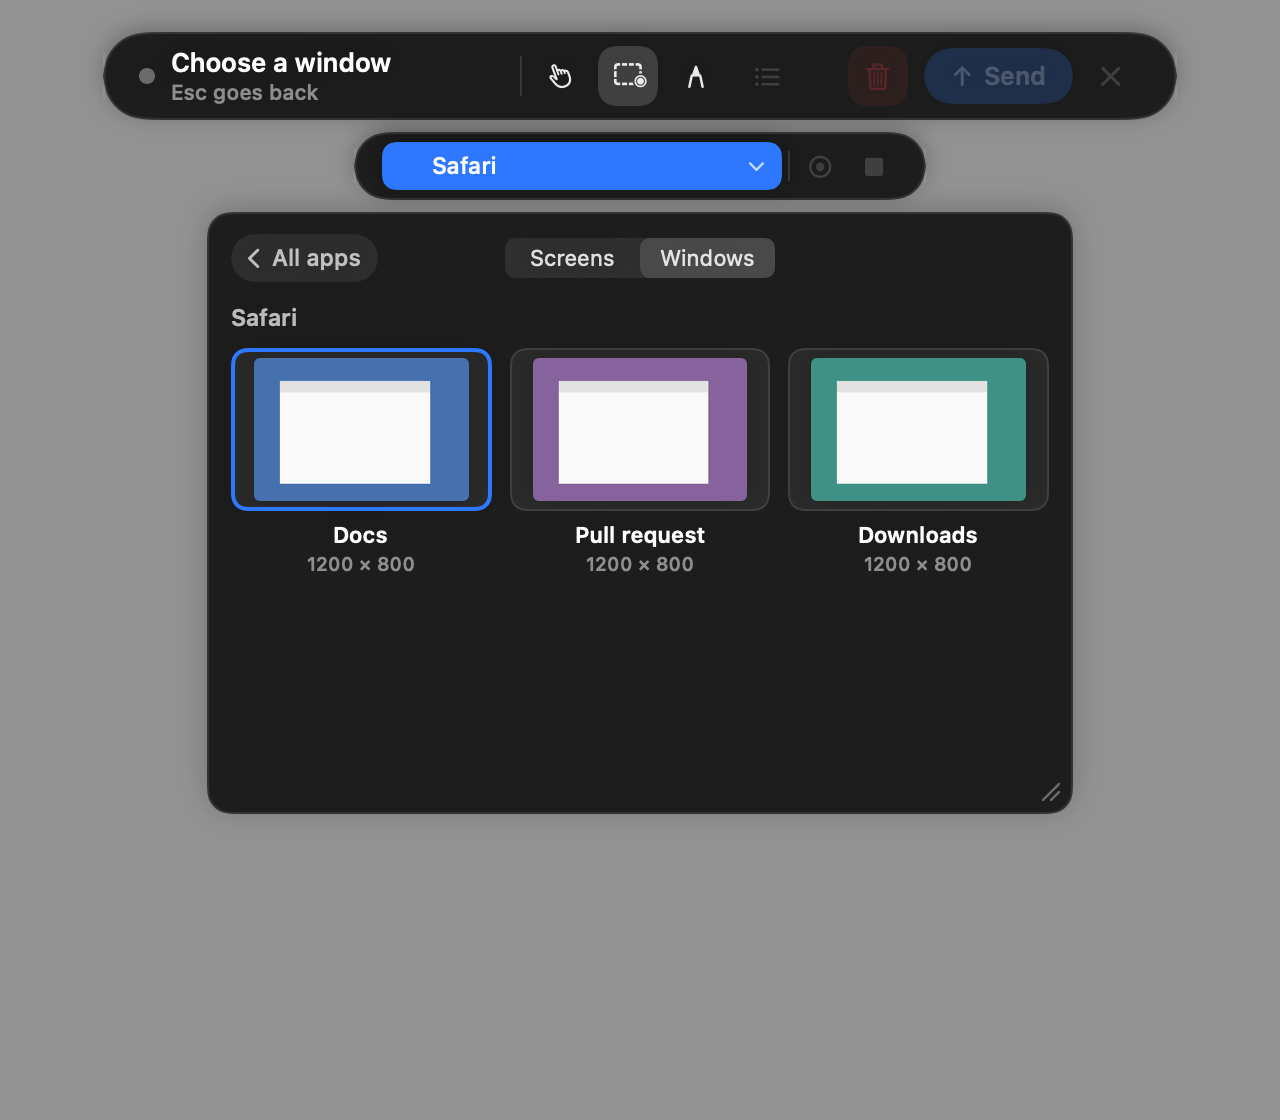 Choose a window
Esc goes back
Send
Safari
All apps
Screens
Windows
Safari
Docs
1200 × 800
Pull request
1200 × 800
Downloads
1200 × 800